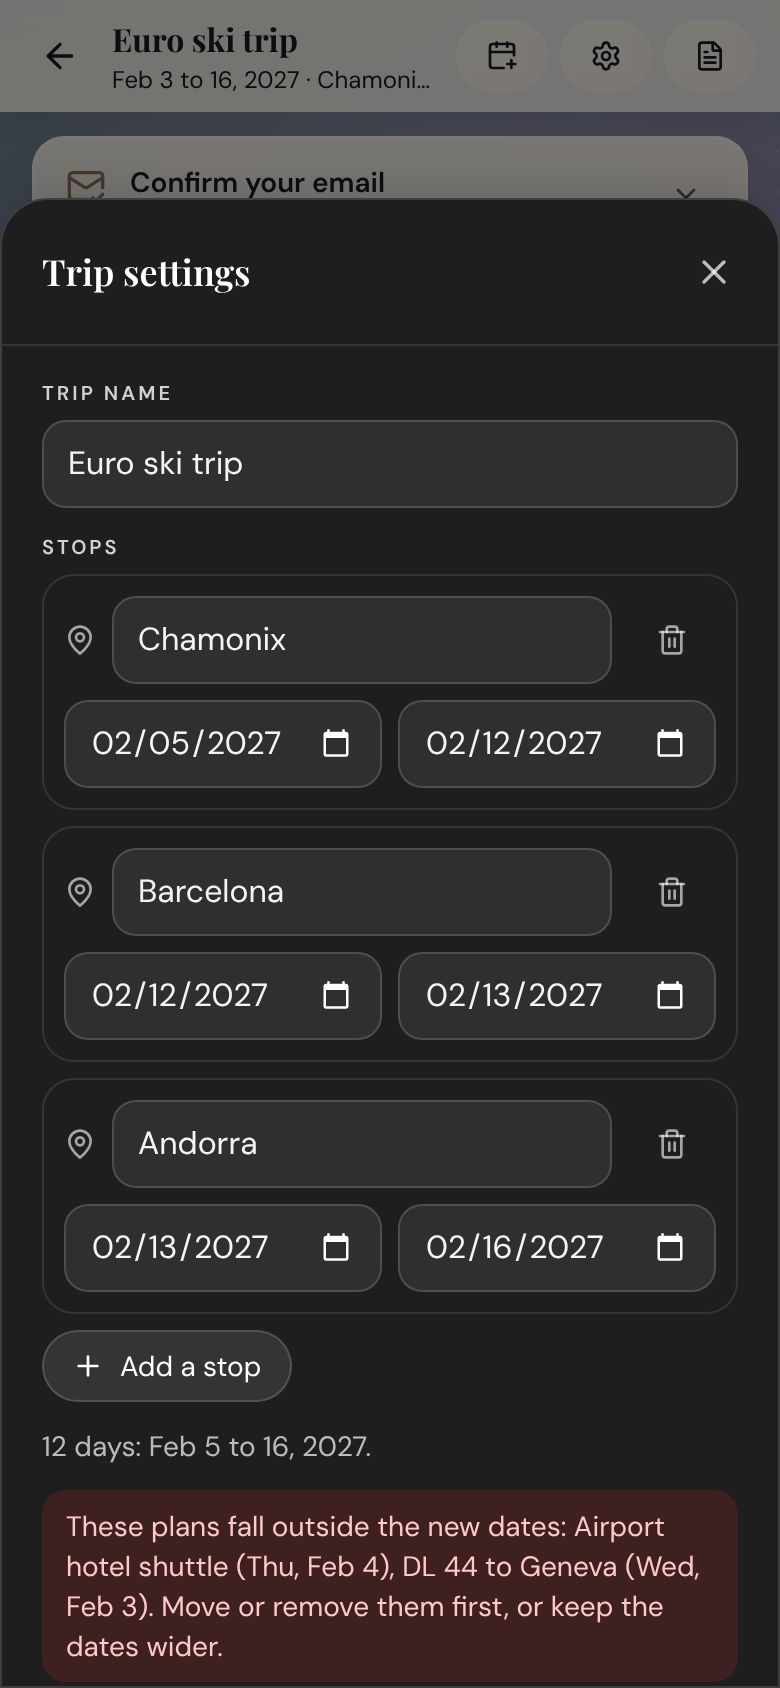 Euro ski trip
Feb 3 to 16, 2027 · Chamoni...
Confirm your email
Trip settings
TRIP NAME
Euro ski trip
STOPS
Chamonix
02/05/2027
02/12/2027
Barcelona
02/12/2027
02/13/2027
Andorra
02/13/2027
02/16/2027
Add a stop
12 days: Feb 5 to 16, 2027.
These plans fall outside the new dates: Airport
hotel shuttle (Thu, Feb 4), DL 44 to Geneva (Wed,
Feb 3). Move or remove them first, or keep the
dates wider.